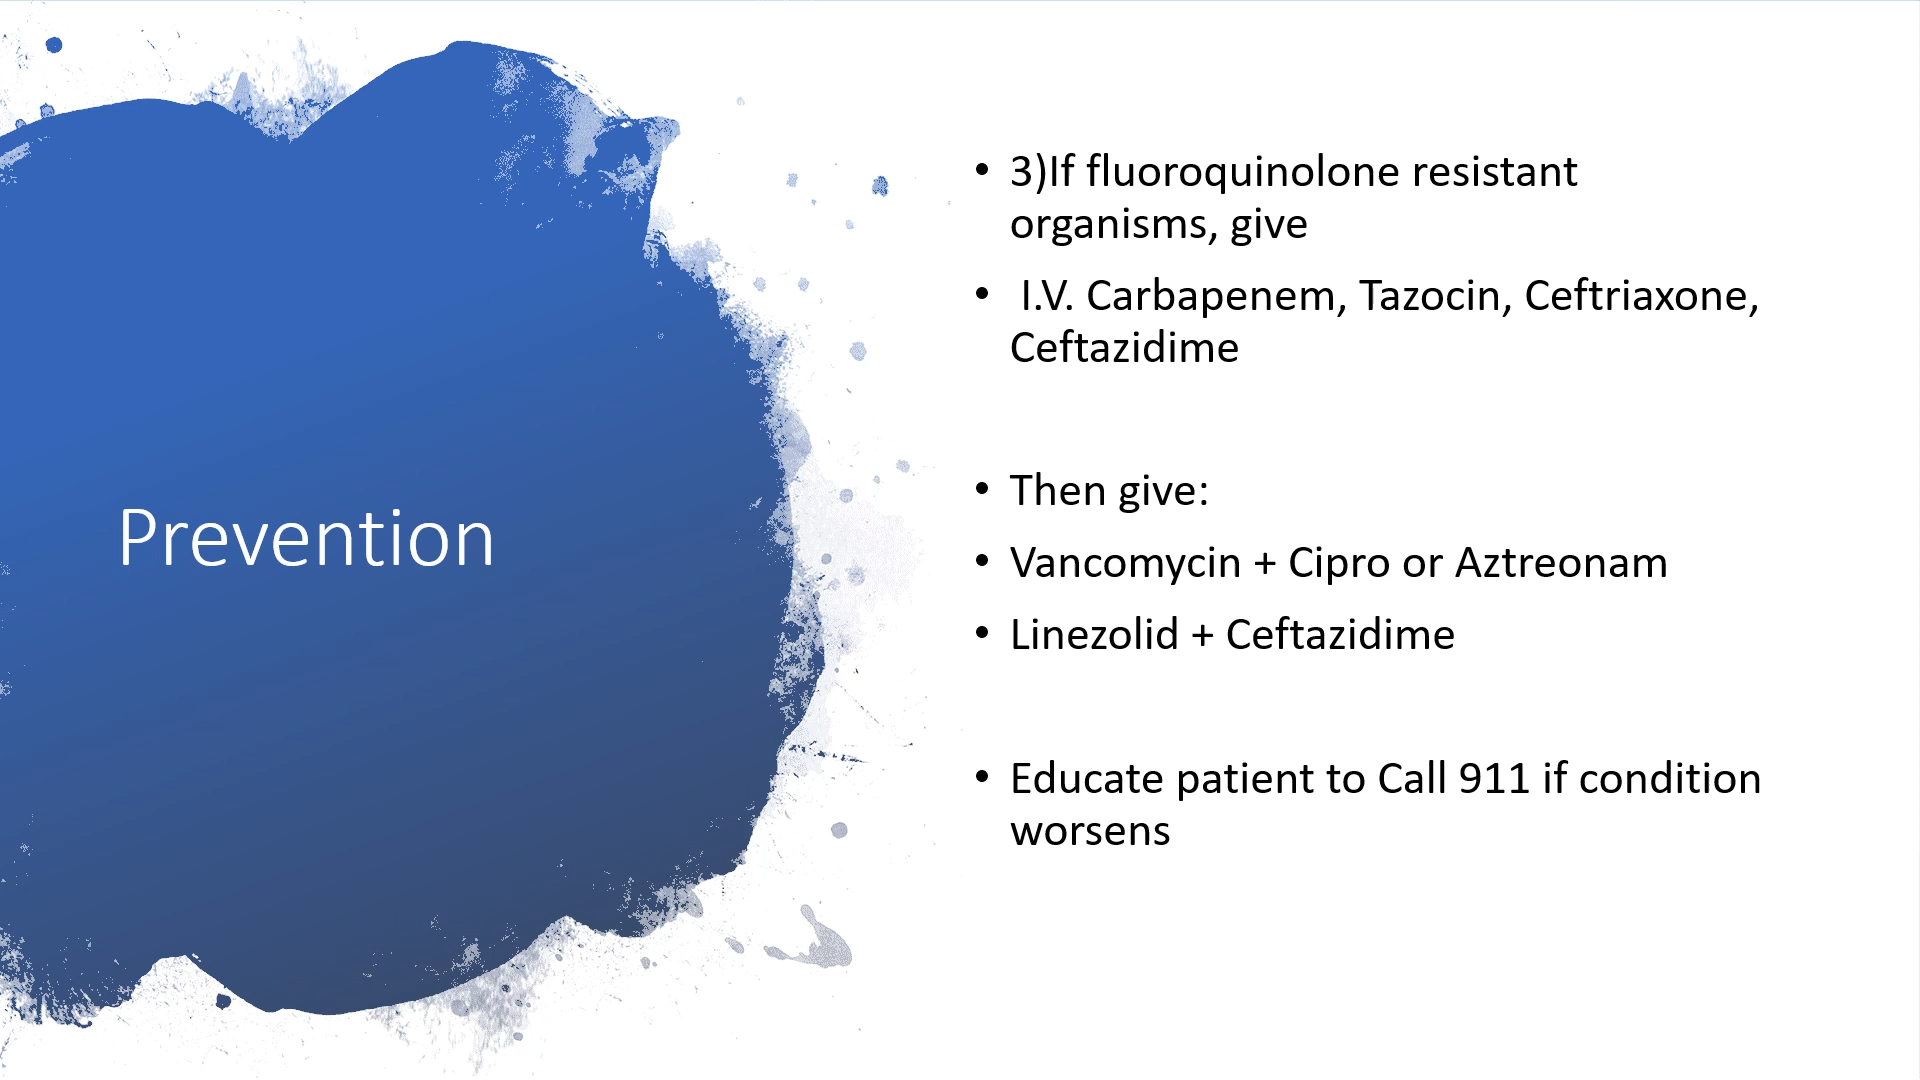 Prevention
• 3)If fluoroquinolone resistant
organisms, give
• I.V. Carbapenem, Tazocin, Ceftriaxone,
Ceftazidime
• Then give:
• Vancomycin + Cipro or Aztreonam
• Linezolid + Ceftazidime
• Educate patient to Call 911 if condition
worsens